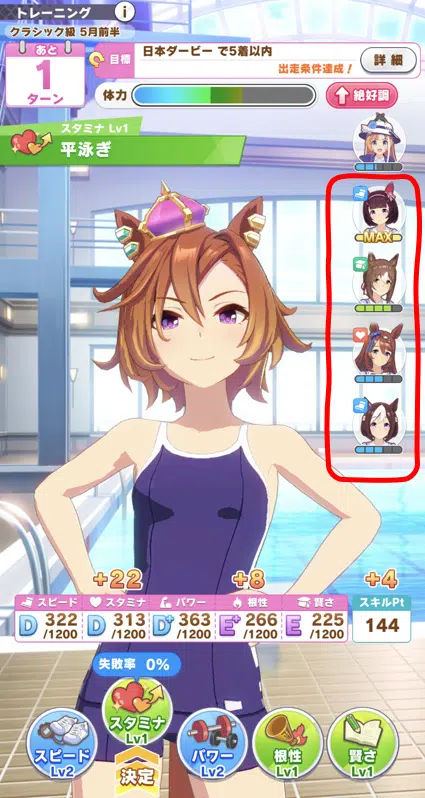 トレーニング
i
クラシック級 5月前半
あと
1
ターン
目標
日本ダービー で5着以内
出走条件達成!
詳細
体力
絶好調
スタミナ Lv1
平泳ぎ
MAX
+22
+8
+4
スピード
スタミナ
パワー
根性
賢さ
スキルPt
D 322
/1200
D 313
/1200
D+ 363
/1200
E+ 266
/1200
E 225
/1200
144
失敗率 0%
スピード
Lv2
スタミナ
Lv1
決定
パワー
Lv2
根性
Lv1
賢さ
Lv1